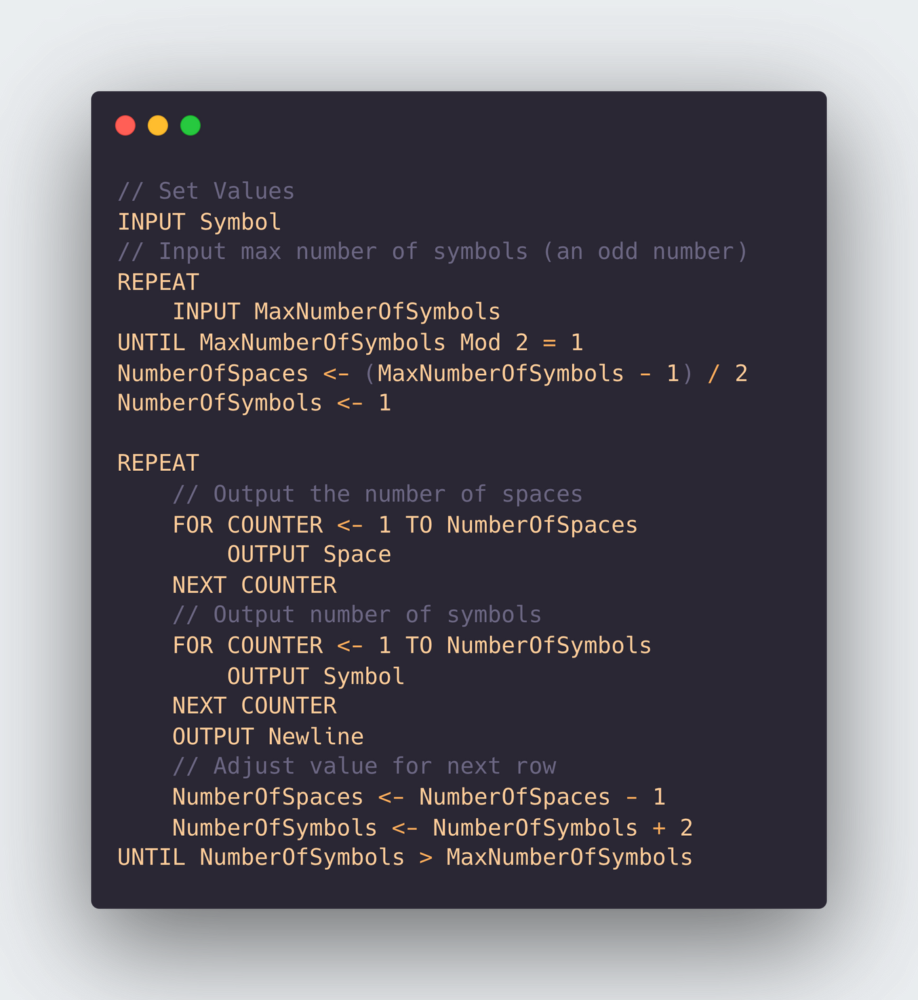 // Set Values
INPUT Symbol
// Input max number of symbols (an odd number)
REPEAT
    INPUT MaxNumberOfSymbols
UNTIL MaxNumberOfSymbols Mod 2 = 1
NumberOfSpaces <- (MaxNumberOfSymbols - 1) / 2
NumberOfSymbols <- 1

REPEAT
    // Output the number of spaces
    FOR COUNTER <- 1 TO NumberOfSpaces
        OUTPUT Space
    NEXT COUNTER
    // Output number of symbols
    FOR COUNTER <- 1 TO NumberOfSymbols
        OUTPUT Symbol
    NEXT COUNTER
    OUTPUT Newline
    // Adjust value for next row
    NumberOfSpaces <- NumberOfSpaces - 1
    NumberOfSymbols <- NumberOfSymbols + 2
UNTIL NumberOfSymbols > MaxNumberOfSymbols